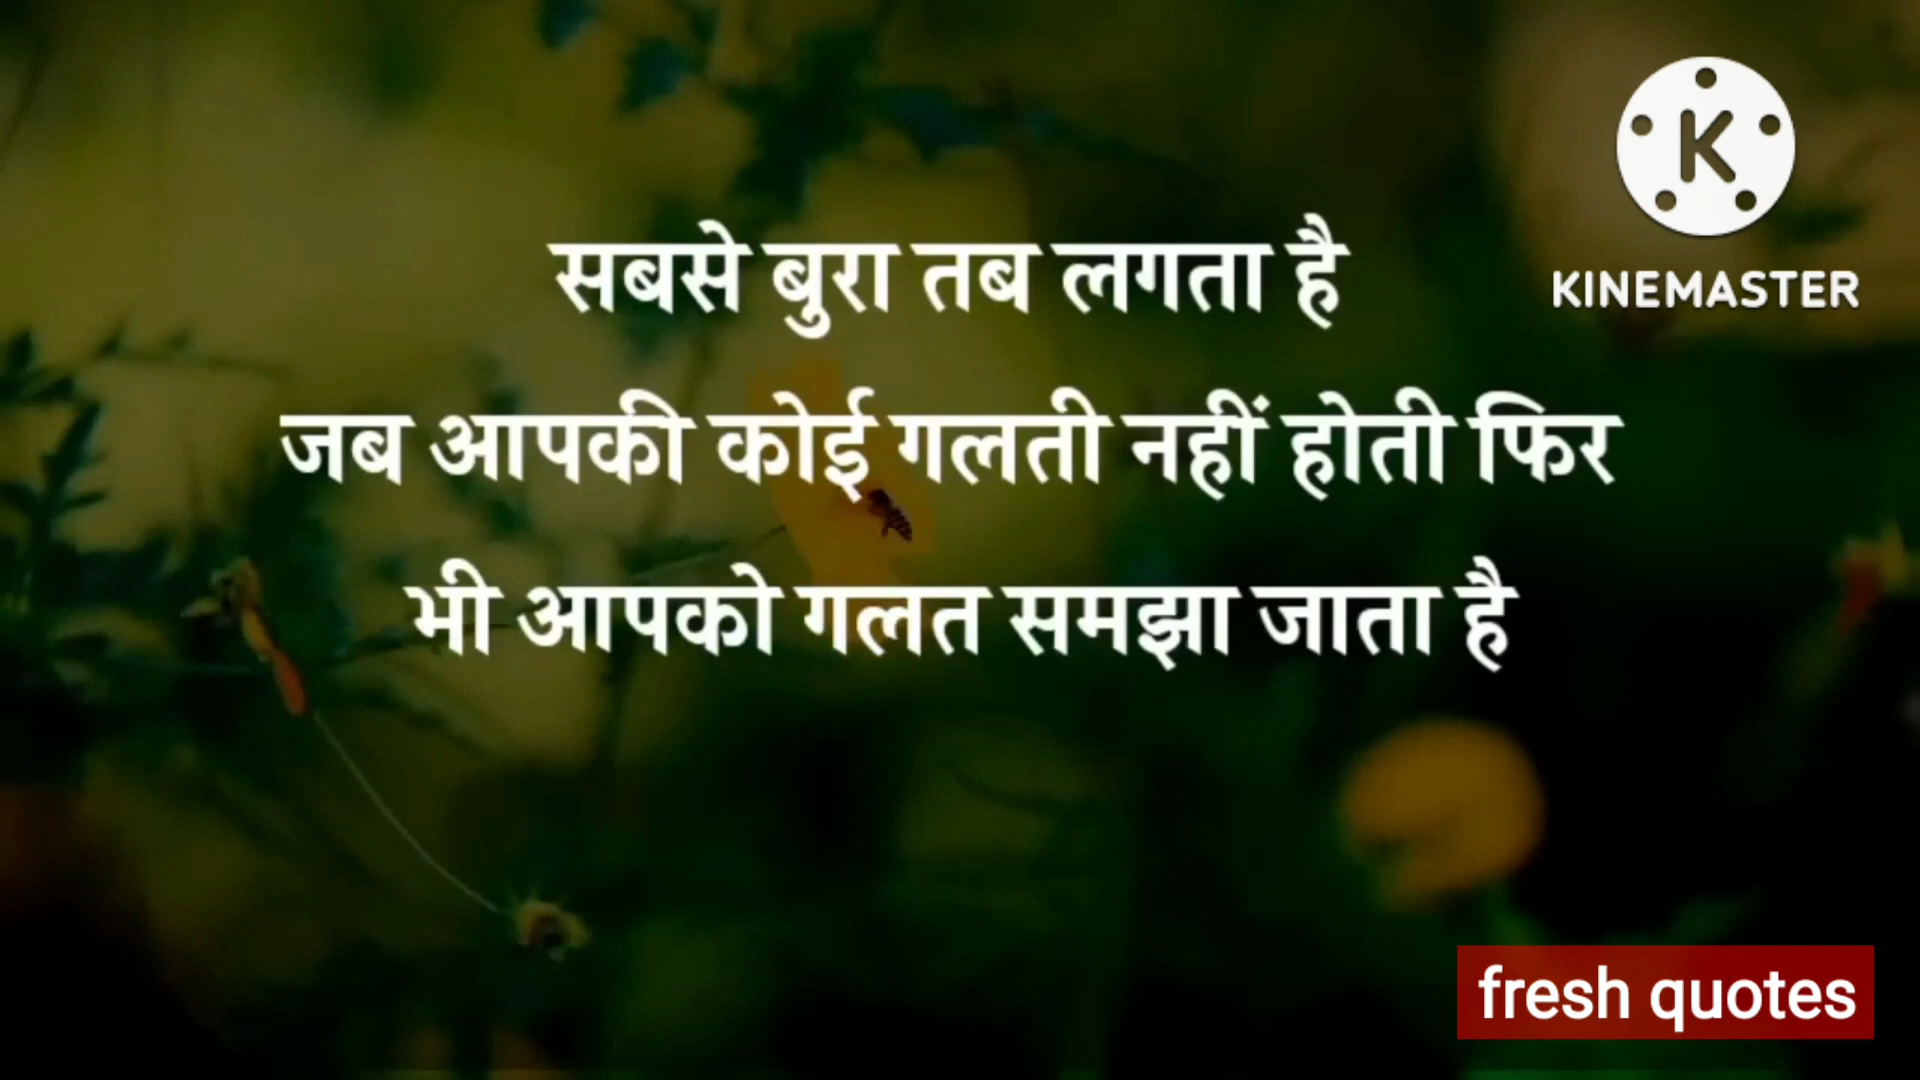 सबसे बुरा तब लगता है
जब आपकी कोई गलती नहीं होती फिर
भी आपको गलत समझा जाता है
K
KINEMASTER
fresh quotes